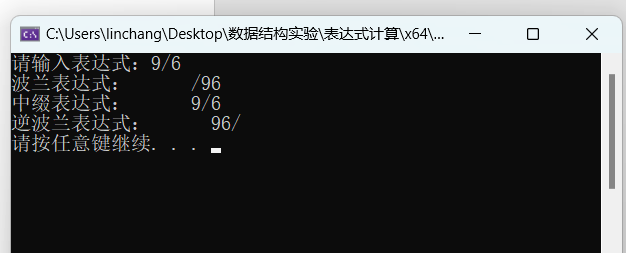 C:\Users\linchang\Desktop\数据结构实验\表达式计算\x64\...
请输入表达式：9/6
波兰表达式：      /96
中缀表达式：      9/6
逆波兰表达式：      96/
请按任意键继续. . .